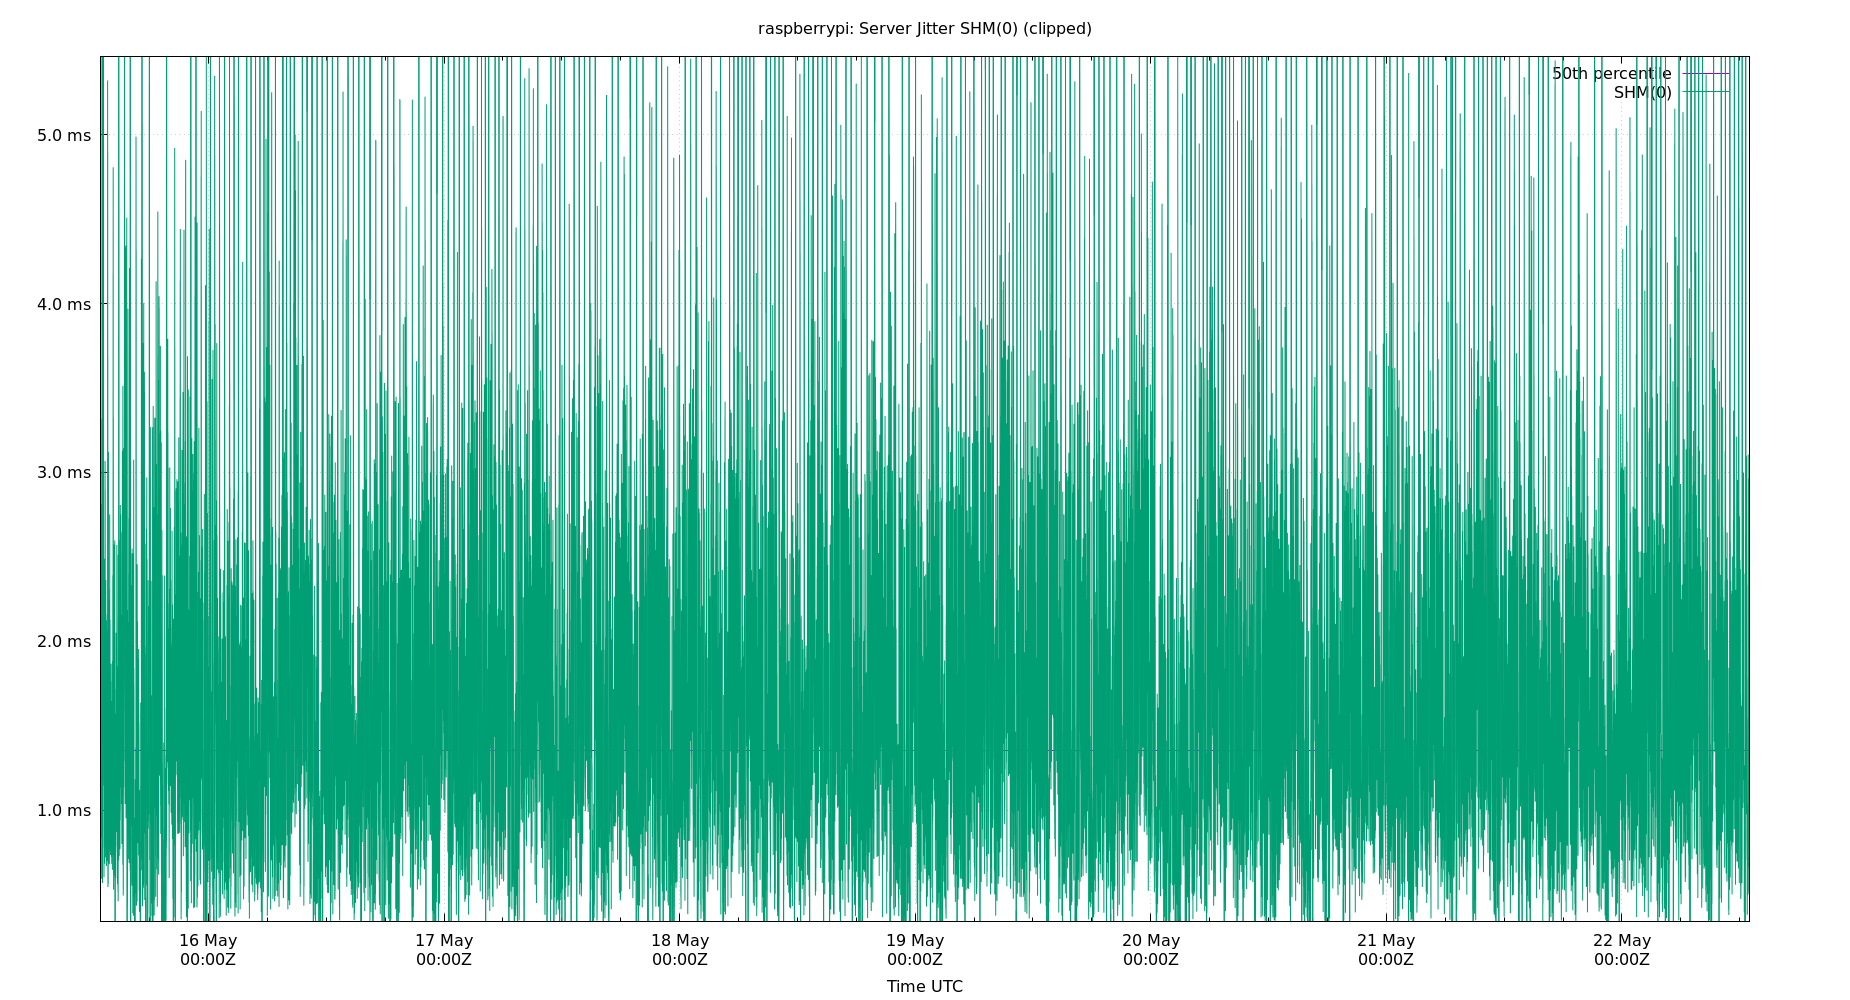 raspberrypi: Server Jitter SHM(0) (clipped)
50th percentile
SHM(0)
5.0 ms
4.0 ms
3.0 ms
2.0 ms
1.0 ms
16 May 17 May 18 May 19 May 20 May 21 May 22 May
00:00Z 00:00Z 00:00Z 00:00Z 00:00Z 00:00Z 00:00Z
Time UTC